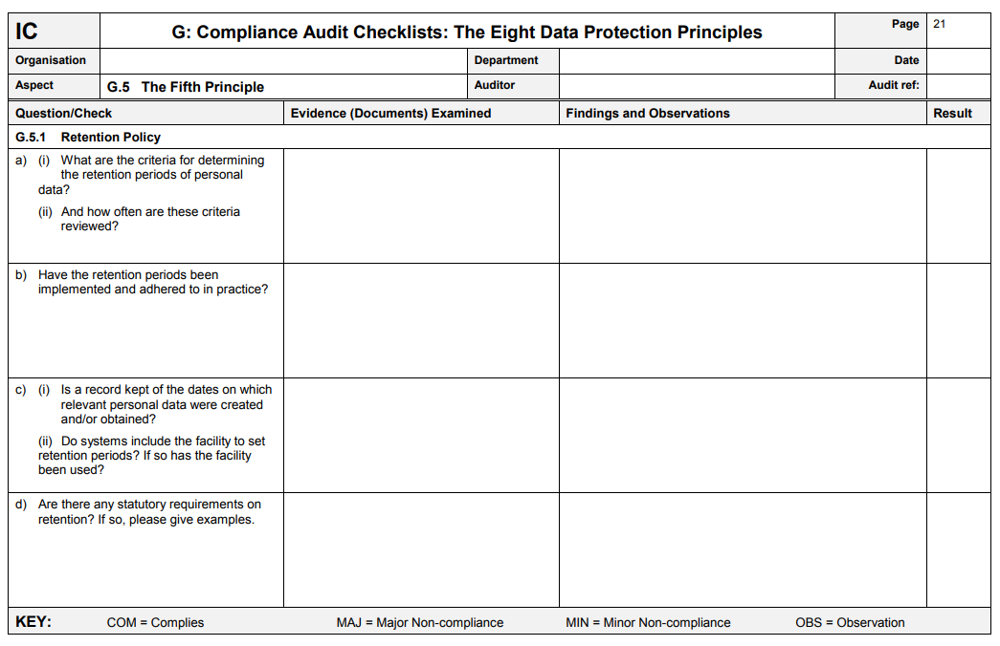 IC
G: Compliance Audit Checklists: The Eight Data Protection Principles
Page 21
Organisation
Department
Date
Aspect
G.5 The Fifth Principle
Auditor
Audit ref:
Question/Check
Evidence (Documents) Examined
Findings and Observations
Result
G.5.1 Retention Policy
a) (i) What are the criteria for determining
the retention periods of personal
data?
(ii) And how often are these criteria
reviewed?
b) Have the retention periods been
implemented and adhered to in practice?
c) (i) Is a record kept of the dates on which
relevant personal data were created
and/or obtained?
(ii) Do systems include the facility to set
retention periods? If so has the facility
been used?
d) Are there any statutory requirements on
retention? If so, please give examples.
KEY:
COM = Complies
MAJ = Major Non-compliance
MIN = Minor Non-compliance
OBS = Observation